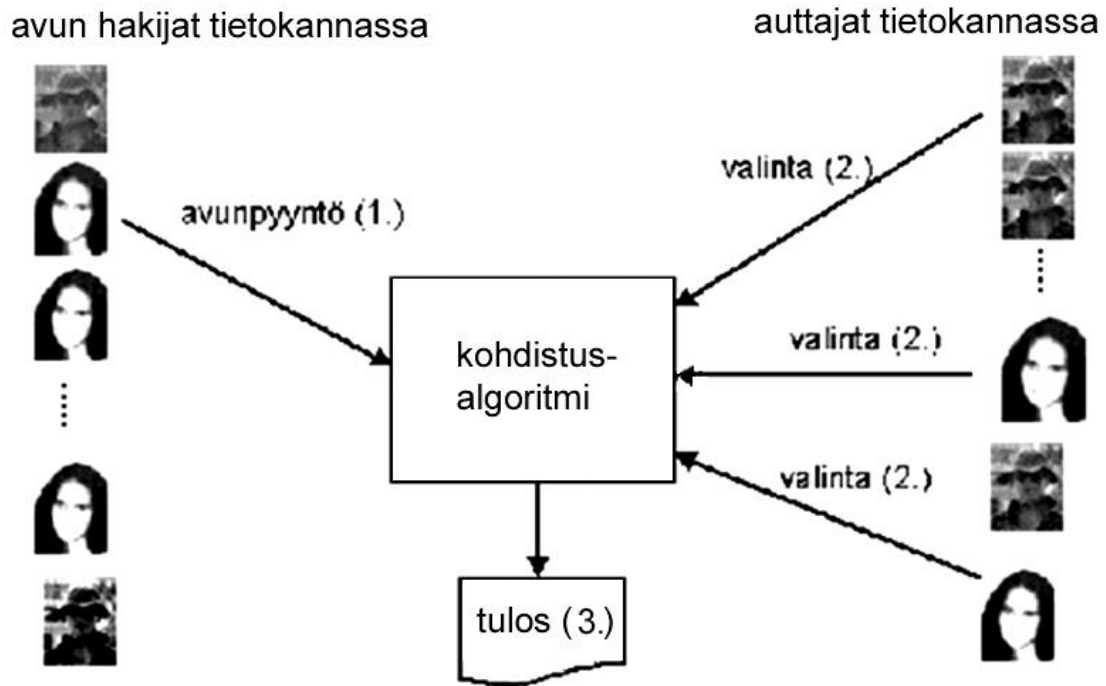 avun hakijat tietokannassa
auttajat tietokannassa
valinta (2.)
avunpyyntö (1.)
valinta (2.)
kohdistus-
algoritmi
valinta (2.)
tulos (3.)